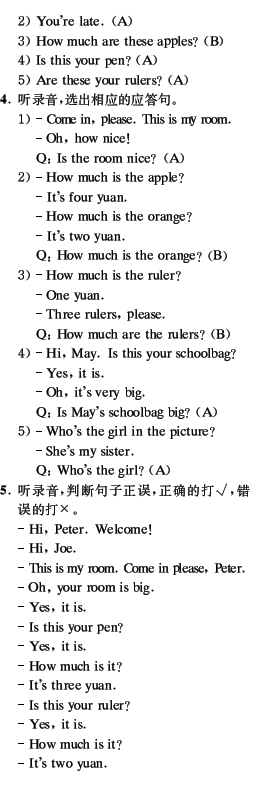 2) You're late. (A)
3) How much are these apples? (B)
4) Is this your pen? (A)
5) Are these your rulers? (A)
4. 听录音,选出相应的应答句。
1) - Come in, please. This is my room.
- Oh, how nice!
Q: Is the room nice? (A)
2) - How much is the apple?
- It's four yuan.
- How much is the orange?
- It's two yuan.
Q: How much is the orange? (B)
3) - How much is the ruler?
- One yuan.
- Three rulers, please.
Q: How much are the rulers? (B)
4) - Hi, May. Is this your schoolbag?
- Yes, it is.
- Oh, it's very big.
Q: Is May's schoolbag big? (A)
5) - Who's the girl in the picture?
- She's my sister.
Q: Who's the girl? (A)
5. 听录音,判断句子正误,正确的打√,错
误的打×。
- Hi, Peter. Welcome!
- Hi, Joe.
- This is my room. Come in please, Peter.
- Oh, your room is big.
- Yes, it is.
- Is this your pen?
- Yes, it is.
- How much is it?
- It's three yuan.
- Is this your ruler?
- Yes, it is.
- How much is it?
- It's two yuan.